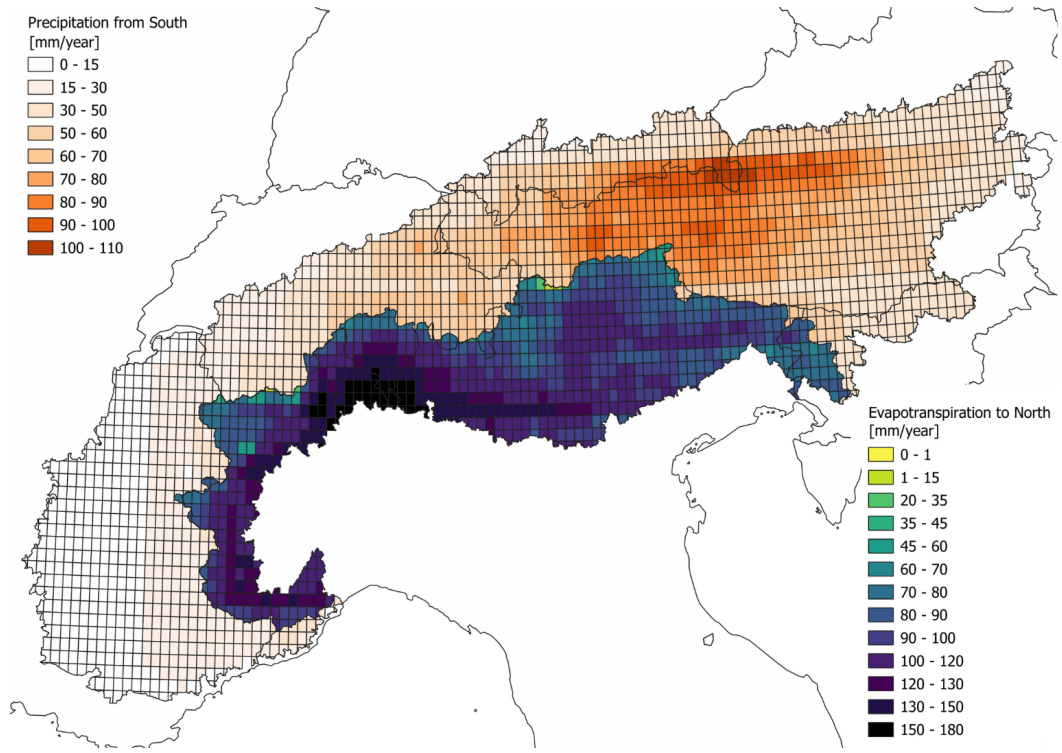 Precipitation from South
[mm/year]
0 - 15
15 - 30
30 - 50
50 - 60
60 - 70
70 - 80
80 - 90
90 - 100
100 - 110
Evapotranspiration to North
[mm/year]
0 - 1
1 - 15
20 - 35
35 - 45
45 - 60
60 - 70
70 - 80
80 - 90
90 - 100
100 - 120
120 - 130
130 - 150
150 - 180